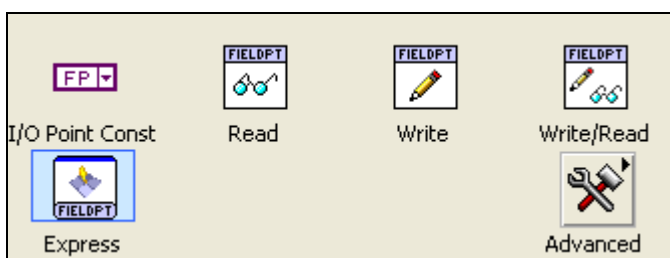 FP
FIELDPT
FIELDPT
FIELDPT
I/O Point Const
Read
Write
Write/Read
FIELDPT
Express
Advanced